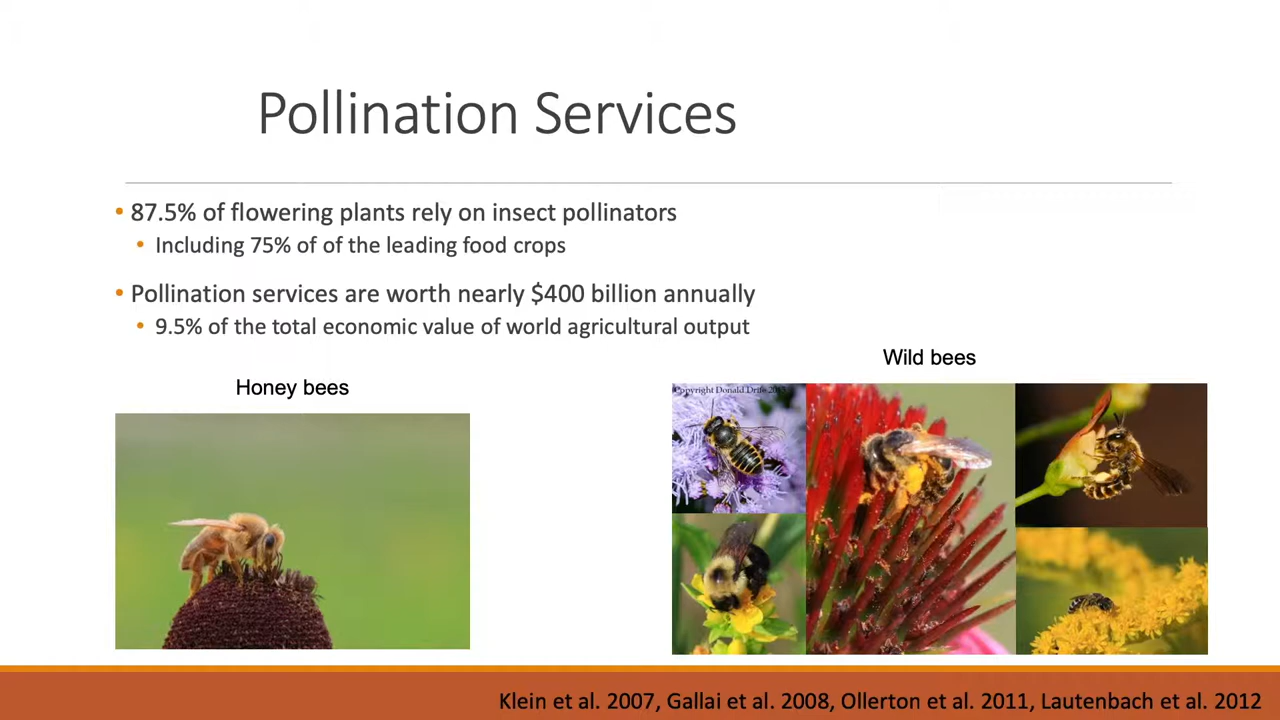 Pollination Services
• 87.5% of flowering plants rely on insect pollinators
• Including 75% of of the leading food crops
• Pollination services are worth nearly $400 billion annually
• 9.5% of the total economic value of world agricultural output
Wild bees
Honey bees
Copyright Donald Drife
Klein et al. 2007, Gallai et al. 2008, Ollerton et al. 2011, Lautenbach et al. 2012